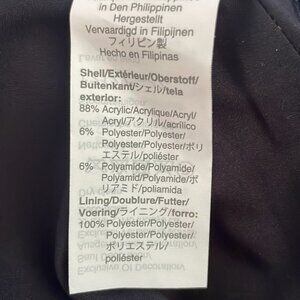 in Den Philippinen
Hergestellt
Vervaardigd in Filipijnen
フィリピン製
Hecho en Filipinas
Shell/Extérieur/Oberstoff/
Buitenkant/シェル/tela
exterior:
88% Acrylic/Acrylique/Acryl/
Acryl/アクリル/acrílico
6% Polyester/Polyester/
Polyester/Polyester/ポリ
エステル/poliéster
6% Polyamide/Polyamide/
Polyamid/Polyamide/ポ
リアミド/poliamida
Lining/Doublure/Futter/
Voering/ライニング/forro:
100% Polyester/Polyester/
Polyester/Polyester/
ポリエステル/
poliéster
Exclusive Of Decoration/